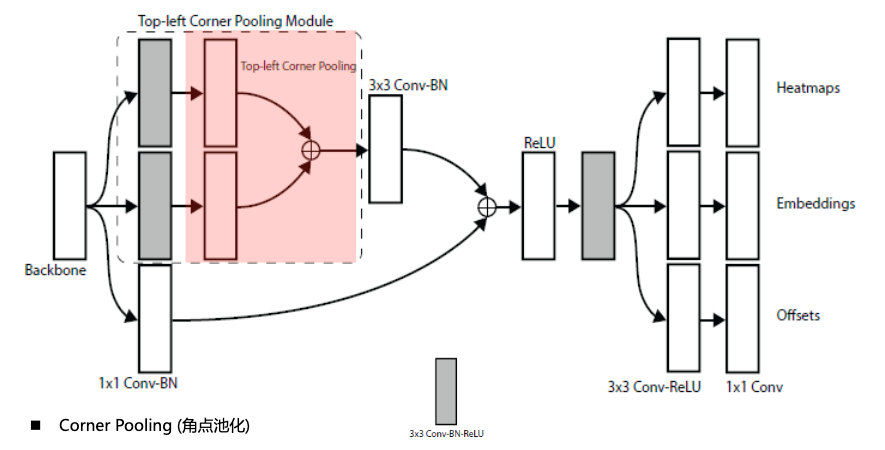 Top-left Corner Pooling Module
Top-left Corner Pooling
3x3 Conv-BN
Heatmaps
ReLU
Embeddings
Backbone
Offsets
1x1 Conv-BN
3x3 Conv-ReLU
1x1 Conv
■ Corner Pooling (角点池化)
3x3 Conv-BN-ReLU